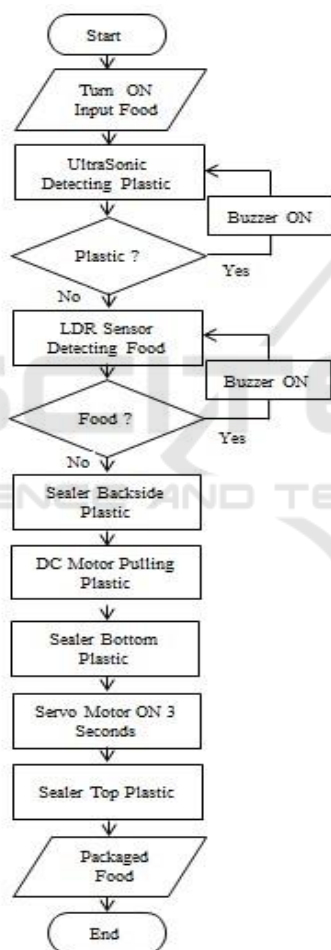 Start
Turn ON
Input Food
UltraSonic
Detecting Plastic
Buzzer ON
Plastic ?
Yes
No
LDR Sensor
Detecting Food
Buzzer ON
Food ?
Yes
No
Sealer Backside
Plastic
DC Motor Pulling
Plastic
Sealer Bottom
Plastic
Servo Motor ON 3
Seconds
Sealer Top Plastic
Packaged
Food
End